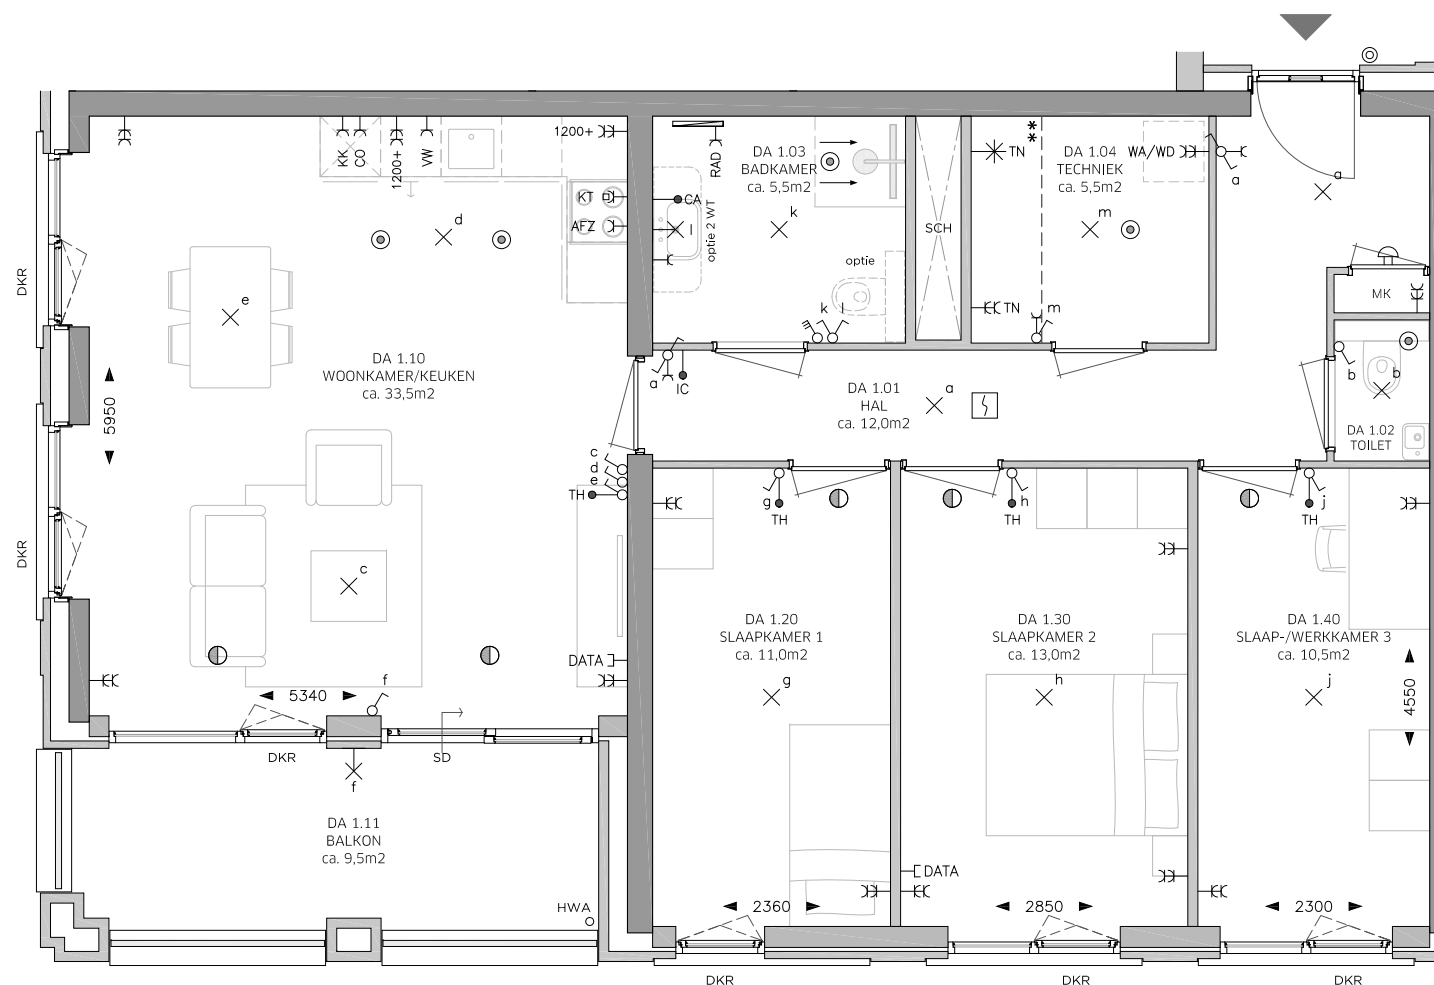 KK
CO
1200+
VW
1200+
RAD
DA 1.03
BADKAMER
ca. 5,5m2
**
TN
DA 1.04
TECHNIEK
ca. 5,5m2
WA/WD
a
a
KT
CA
AFZ
l
optie 2 WT
k
SCH
m
d
optie
DKR
e
k
l
TN
m
MK
DA 1.10
WOONKAMER/KEUKEN
ca. 33,5m2
5950
a
IC
DA 1.01
HAL
ca. 12,0m2
a
b
b
DA 1.02
TOILET
c
d
e
TH
g
TH
h
TH
j
TH
DKR
c
DA 1.20
SLAAPKAMER 1
ca. 11,0m2
DA 1.30
SLAAPKAMER 2
ca. 13,0m2
DA 1.40
SLAAP-/WERKKAMER 3
ca. 10,5m2
DATA
5340
f
g
h
j
4550
DKR
SD
f
DA 1.11
BALKON
ca. 9,5m2
DATA
HWA
2360
2850
2300
DKR
DKR
DKR